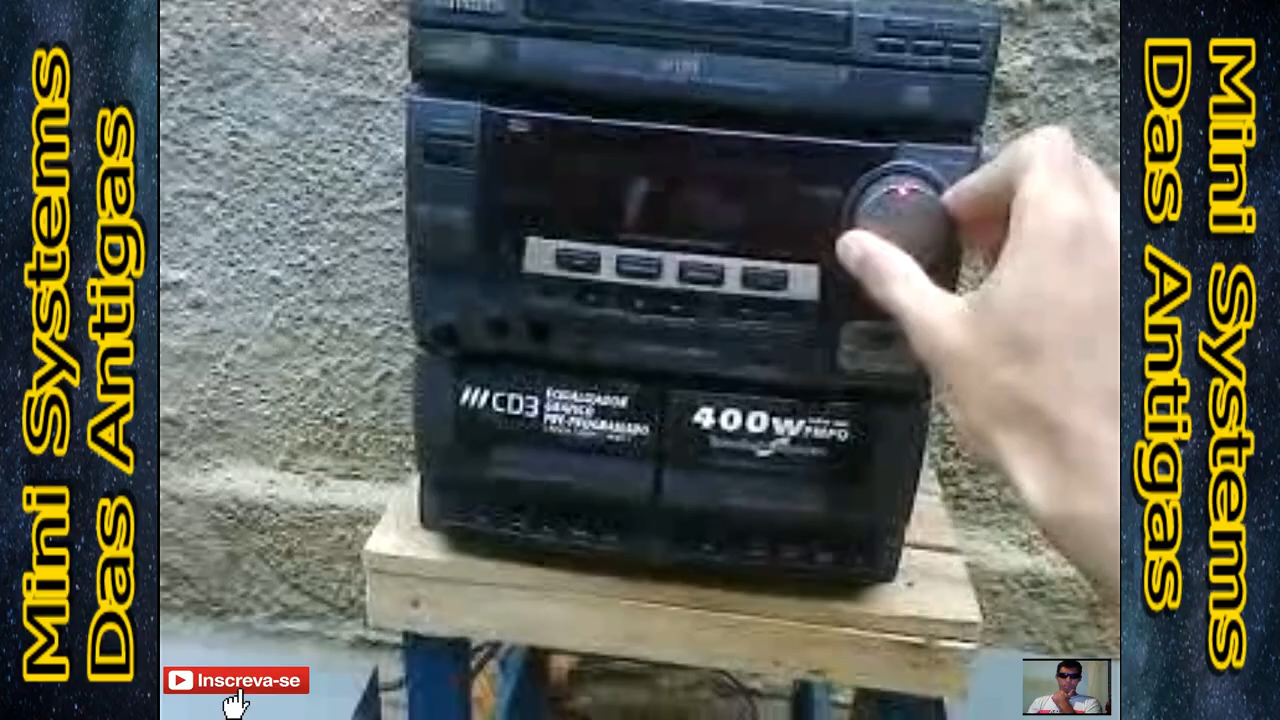 Mini Systems
Das Antigas
CD3
EQUALIZADOR
GRÁFICO
PRÉ-PROGRAMADO
400W
PMPO
Inscreva-se
Mini Systems
Das Antigas